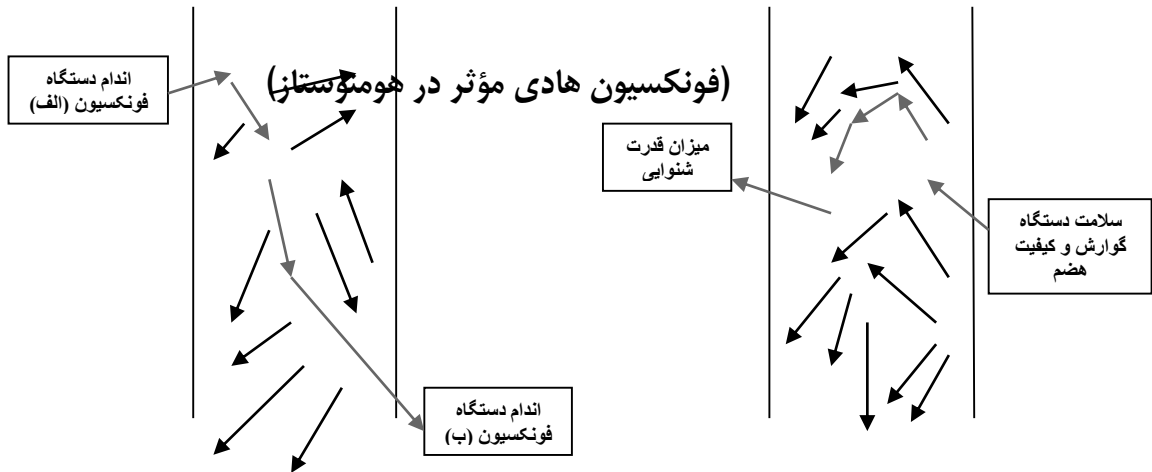 (فونکسیون هادی مؤثر در هومئوستاز)
سلامت دستگاه
گوارش و کیفیت
هضم
میزان قدرت
شنوایی
اندام دستگاه
فونکسیون (الف)
اندام دستگاه
فونکسیون (ب)